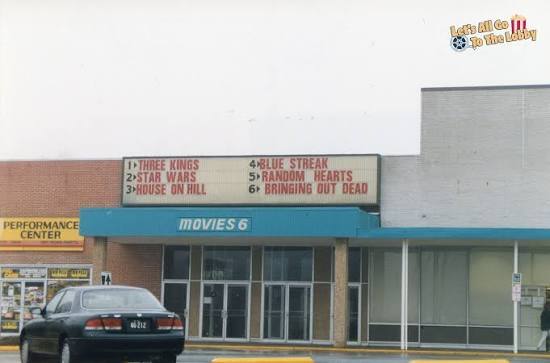 Let's All Go
To The Lobby
1 THREE KINGS
2 STAR WARS
3 HOUSE ON HILL
4 BLUE STREAK
5 RANDOM HEARTS
6 BRINGING OUT DEAD
MOVIES 6
PERFORMANCE
CENTER